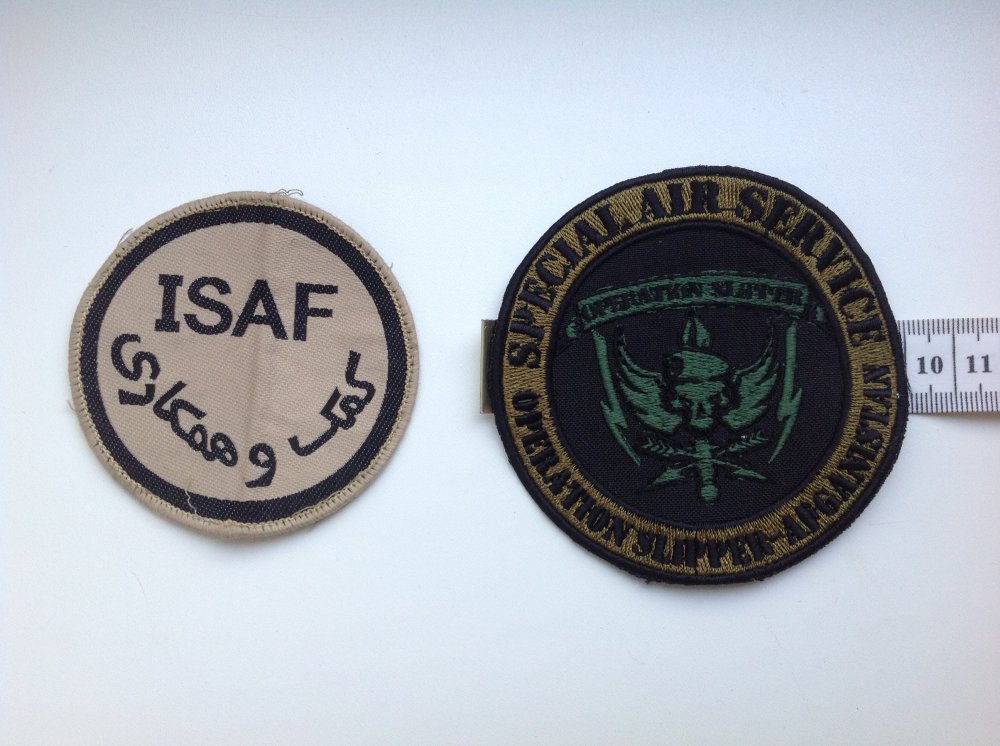 ISAF
کمک و همکاری
SPECIAL AIR SERVICE
OPERATION SLIPPER
OPERATION SLIPPER-AFGANISTAN
10 11